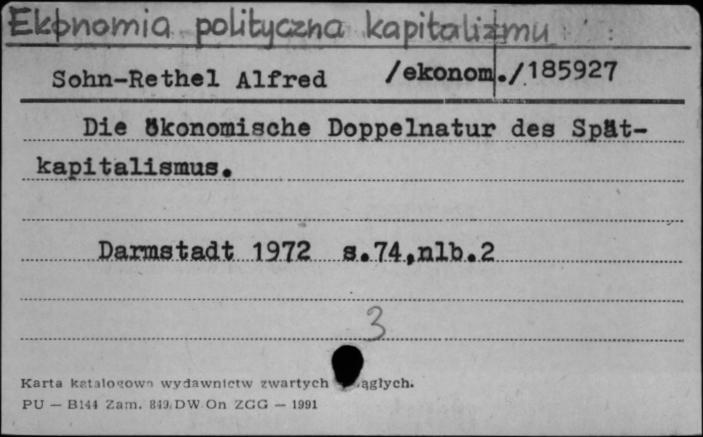 Ekonomia polityczna kapitalizmu
Sohn-Rethel Alfred /ekonom./185927
Die ökonomische Doppelnatur des Spät-
kapitalismus.
Darmstadt 1972 s.74,nlb.2
3
Karta katalogowa wydawnictw zwartych ągłych.
PU — B144 Zam. 849/DW On ZGG — 1991